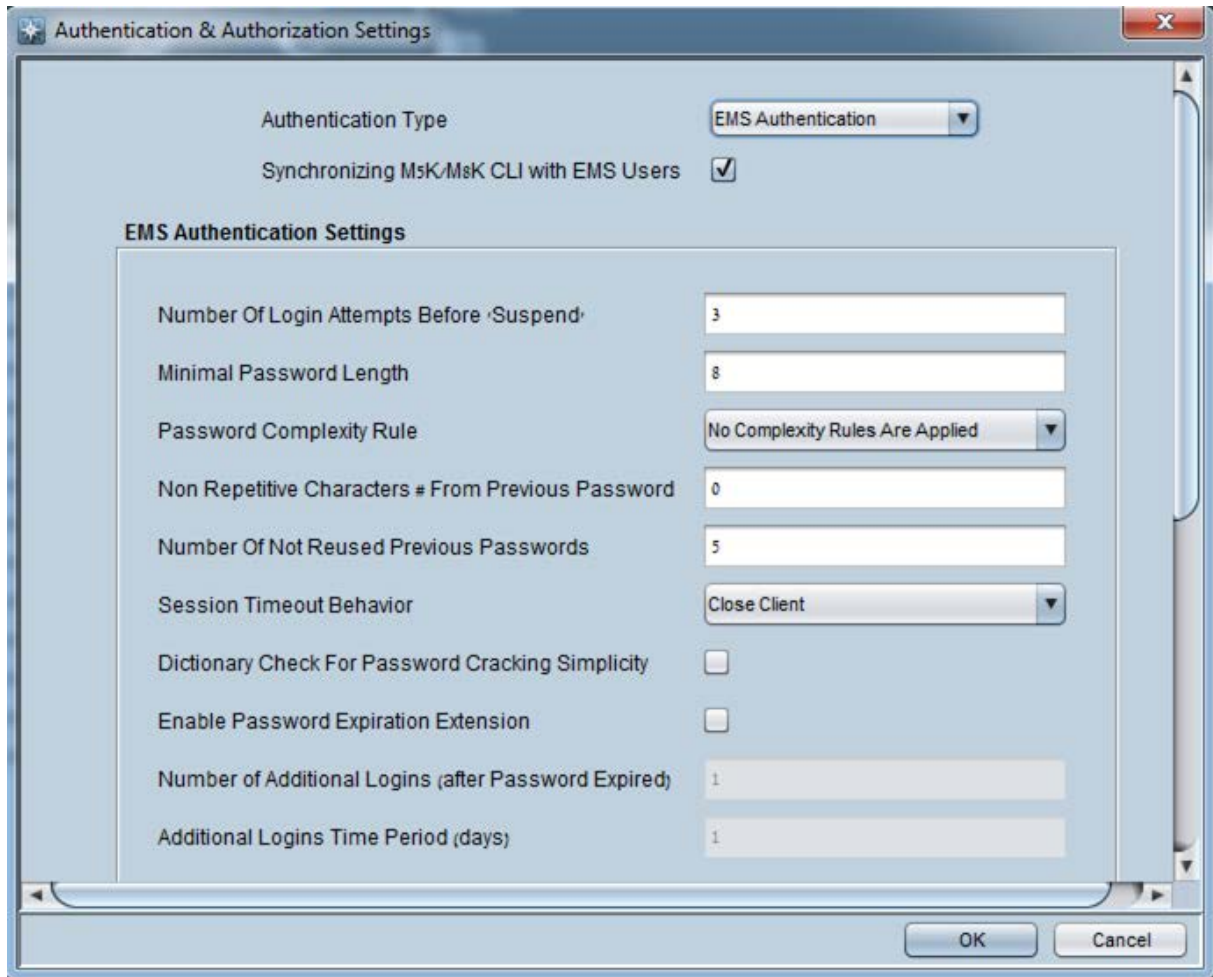 Authentication & Authorization Settings
Authentication Type EMS Authentication
Synchronizing M5K/M8K CLI with EMS Users
EMS Authentication Settings
Number Of Login Attempts Before 'Suspend' 3
Minimal Password Length 8
Password Complexity Rule No Complexity Rules Are Applied
Non Repetitive Characters # From Previous Password 0
Number Of Not Reused Previous Passwords 5
Session Timeout Behavior Close Client
Dictionary Check For Password Cracking Simplicity
Enable Password Expiration Extension
Number of Additional Logins (after Password Expired) 1
Additional Logins Time Period (days) 1
OK Cancel